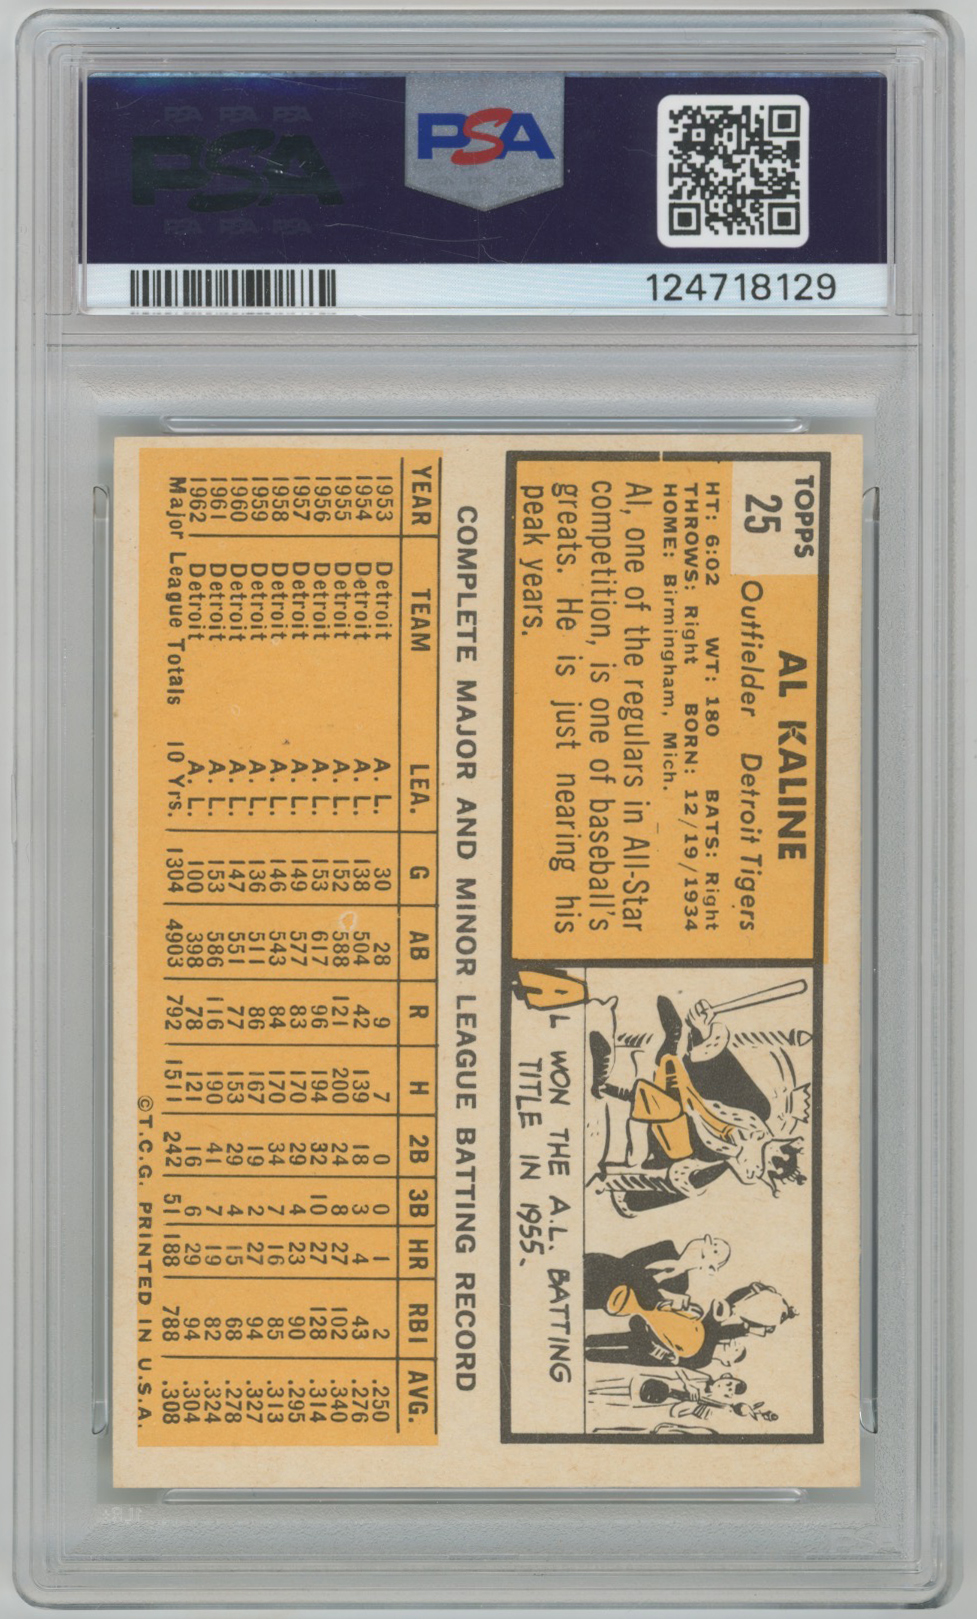 PSA PSA PSA
PSA
PSA PSA PSA
PSA
124718129
TOPPS
25
AL KALINE
Outfielder Detroit Tigers
HT: 6:02 WT: 180 BATS: Right
THROWS: Right BORN: 12/19/1934
HOME: Birmingham, Mich.
Al, one of the regulars in All-Star
competition, is one of baseball's
greats. He is just nearing his
peak years.
AL WON THE A.L. BATTING
TITLE IN 1955.
COMPLETE MAJOR AND MINOR LEAGUE BATTING RECORD
YEAR TEAM LEA. G AB R H 2B 3B HR RBI AVG.
1953 Detroit A. L. 30 28 9 7 0 0 1 2 .250
1954 Detroit A. L. 138 504 42 139 18 3 4 43 .276
1955 Detroit A. L. 152 588 121 200 24 8 27 102 .340
1956 Detroit A. L. 153 617 96 194 32 10 27 128 .314
1957 Detroit A. L. 149 577 83 170 29 4 23 90 .295
1958 Detroit A. L. 146 543 84 170 34 7 16 85 .313
1959 Detroit A. L. 136 511 86 167 19 2 27 94 .327
1960 Detroit A. L. 147 551 77 153 29 4 15 68 .278
1961 Detroit A. L. 153 586 116 190 41 7 19 82 .324
1962 Detroit A. L. 100 398 78 121 16 6 29 94 .304
Major League Totals 10 Yrs. 1304 4903 792 1511 242 51 188 788 .308
©T.C.G. PRINTED IN U.S.A.